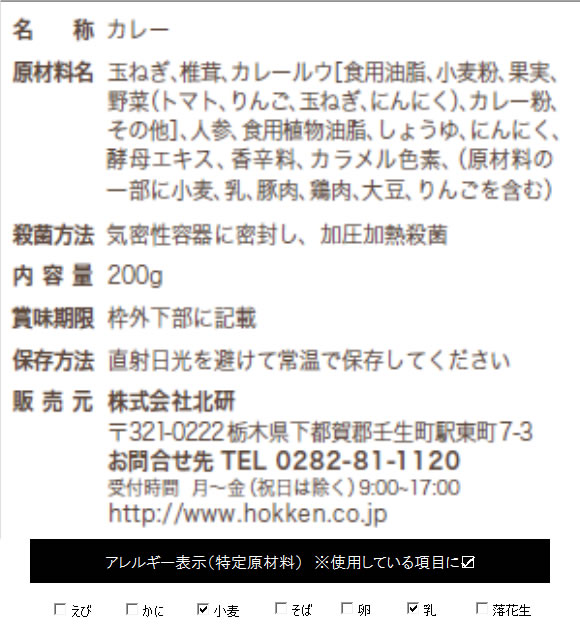 名称 カレー
原材料名 玉ねぎ、椎茸、カレールウ[食用油脂、小麦粉、果実、
野菜(トマト、りんご、玉ねぎ、にんにく)、カレー粉、
その他]、人参、食用植物油脂、しょうゆ、にんにく、
酵母エキス、香辛料、カラメル色素、(原材料の
一部に小麦、乳、豚肉、鶏肉、大豆、りんごを含む)
殺菌方法 気密性容器に密封し、加圧加熱殺菌
内容量 200g
賞味期限 枠外下部に記載
保存方法 直射日光を避けて常温で保存してください
販売元 株式会社北研
〒321-0222栃木県下都賀郡壬生町駅東町7-3
お問合せ先 TEL 0282-81-1120
受付時間 月~金(祝日は除く)9:00~17:00
http://www.hokken.co.jp
アレルギー表示(特定原材料) ※使用している項目に☑
☐ えび ☐ かに ☑ 小麦 ☐ そば ☐ 卵 ☑ 乳 ☐ 落花生